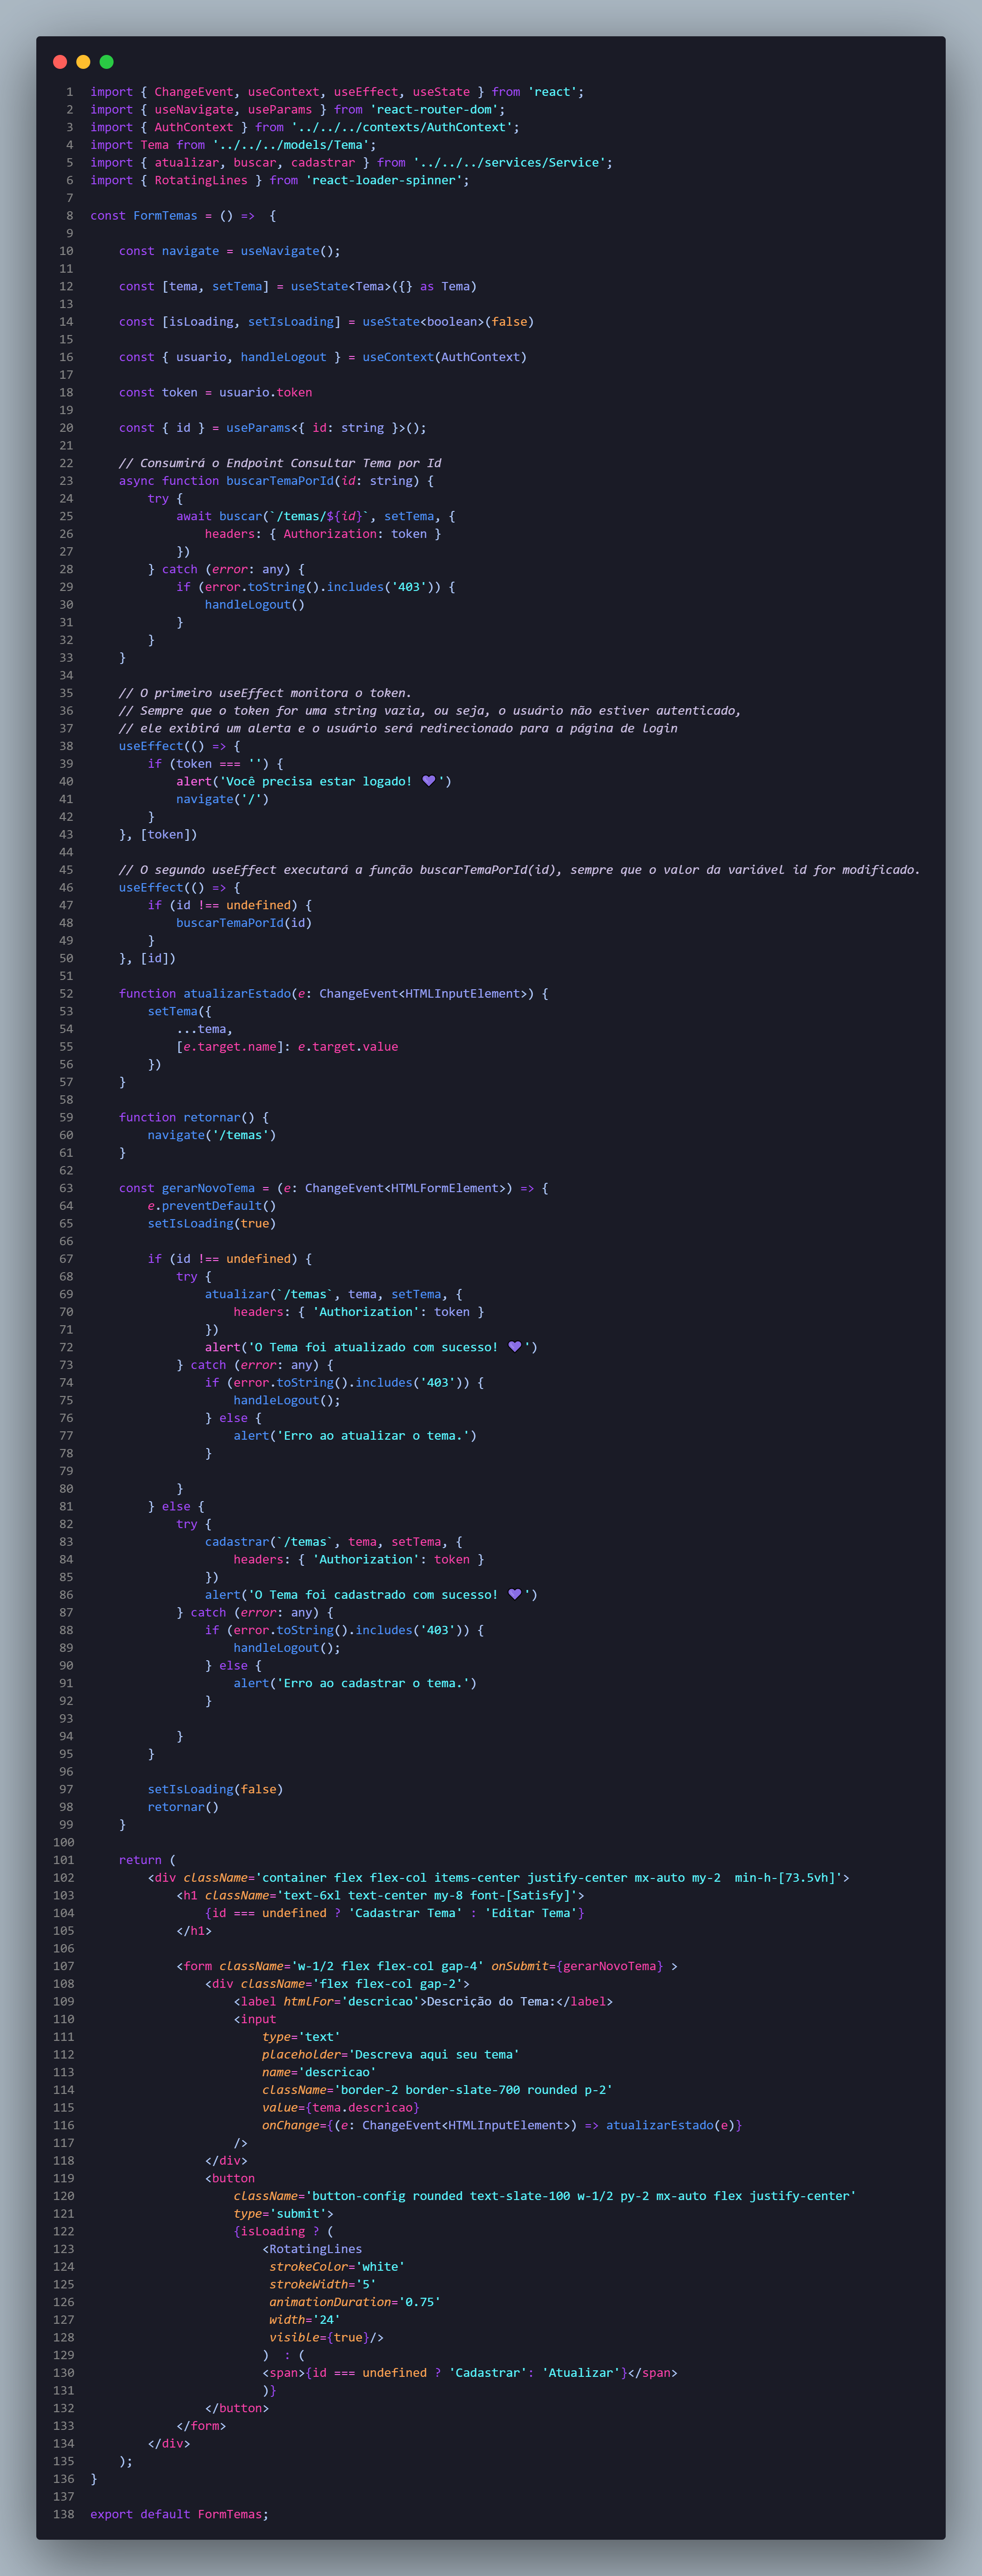 1 import { ChangeEvent, useContext, useEffect, useState } from 'react';
2 import { useNavigate, useParams } from 'react-router-dom';
3 import { AuthContext } from '../../../contexts/AuthContext';
4 import Tema from '../../../models/Tema';
5 import { atualizar, buscar, cadastrar } from '../../../services/Service';
6 import { RotatingLines } from 'react-loader-spinner';
7
8 const FormTemas = () =>  {
9
10     const navigate = useNavigate();
11
12     const [tema, setTema] = useState<Tema>({} as Tema)
13
14     const [isLoading, setIsLoading] = useState<boolean>(false)
15
16     const { usuario, handleLogout } = useContext(AuthContext)
17
18     const token = usuario.token
19
20     const { id } = useParams<{ id: string }>();
21
22     // Consumirá o Endpoint Consultar Tema por Id
23     async function buscarTemaPorId(id: string) {
24         try {
25             await buscar(`/temas/${id}`, setTema, {
26                 headers: { Authorization: token }
27             })
28         } catch (error: any) {
29             if (error.toString().includes('403')) {
30                 handleLogout()
31             }
32         }
33     }
34
35     // O primeiro useEffect monitora o token.
36     // Sempre que o token for uma string vazia, ou seja, o usuário não estiver autenticado,
37     // ele exibirá um alerta e o usuário será redirecionado para a página de login
38     useEffect(() => {
39         if (token === '') {
40             alert('Você precisa estar logado! 💜')
41             navigate('/')
42         }
43     }, [token])
44
45     // O segundo useEffect executará a função buscarTemaPorId(id), sempre que o valor da variável id for modificado.
46     useEffect(() => {
47         if (id !== undefined) {
48             buscarTemaPorId(id)
49         }
50     }, [id])
51
52     function atualizarEstado(e: ChangeEvent<HTMLInputElement>) {
53         setTema({
54             ...tema,
55             [e.target.name]: e.target.value
56         })
57     }
58
59     function retornar() {
60         navigate('/temas')
61     }
62
63     const gerarNovoTema = (e: ChangeEvent<HTMLFormElement>) => {
64         e.preventDefault()
65         setIsLoading(true)
66
67         if (id !== undefined) {
68             try {
69                 atualizar(`/temas`, tema, setTema, {
70                     headers: { 'Authorization': token }
71                 })
72                 alert('O Tema foi atualizado com sucesso! 💜')
73             } catch (error: any) {
74                 if (error.toString().includes('403')) {
75                     handleLogout();
76                 } else {
77                     alert('Erro ao atualizar o tema.')
78                 }
79
80             }
81         } else {
82             try {
83                 cadastrar(`/temas`, tema, setTema, {
84                     headers: { 'Authorization': token }
85                 })
86                 alert('O Tema foi cadastrado com sucesso! 💜')
87             } catch (error: any) {
88                 if (error.toString().includes('403')) {
89                     handleLogout();
90                 } else {
91                     alert('Erro ao cadastrar o tema.')
92                 }
93
94             }
95         }
96
97         setIsLoading(false)
98         retornar()
99     }
100
101     return (
102         <div className='container flex flex-col items-center justify-center mx-auto my-2  min-h-[73.5vh]'>
103             <h1 className='text-6xl text-center my-8 font-[Satisfy]'>
104                 {id === undefined ? 'Cadastrar Tema' : 'Editar Tema'}
105             </h1>
106
107             <form className='w-1/2 flex flex-col gap-4' onSubmit={gerarNovoTema} >
108                 <div className='flex flex-col gap-2'>
109                     <label htmlFor='descricao'>Descrição do Tema:</label>
110                     <input
111                         type='text'
112                         placeholder='Descreva aqui seu tema'
113                         name='descricao'
114                         className='border-2 border-slate-700 rounded p-2'
115                         value={tema.descricao}
116                         onChange={(e: ChangeEvent<HTMLInputElement>) => atualizarEstado(e)}
117                     />
118                 </div>
119                 <button
120                     className='button-config rounded text-slate-100 w-1/2 py-2 mx-auto flex justify-center'
121                     type='submit'>
122                     {isLoading ? (
123                         <RotatingLines
124                          strokeColor='white'
125                          strokeWidth='5'
126                          animationDuration='0.75'
127                          width='24'
128                          visible={true}/>
129                         )  : (
130                         <span>{id === undefined ? 'Cadastrar': 'Atualizar'}</span>
131                         )}
132                 </button>
133             </form>
134         </div>
135     );
136 }
137
138 export default FormTemas;